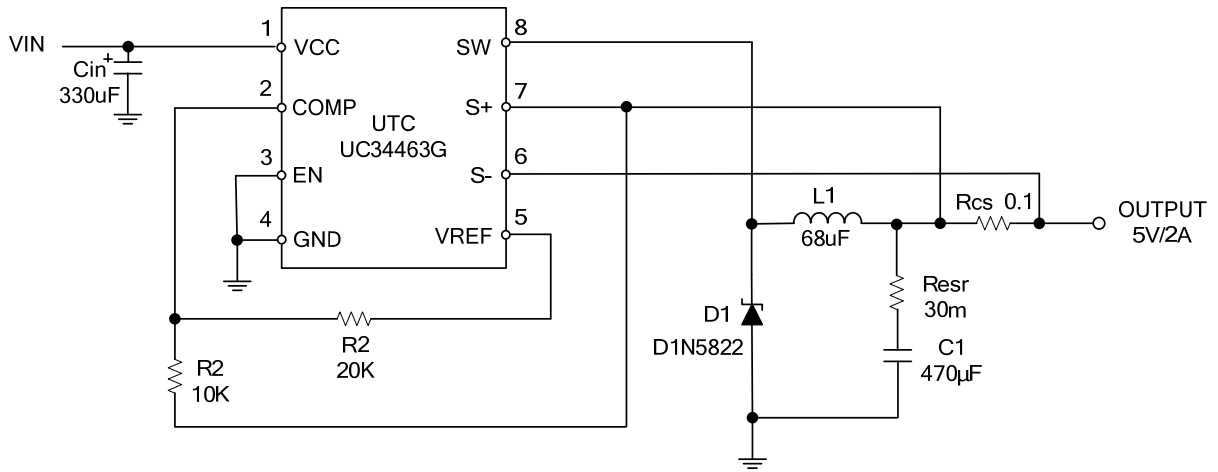 VIN
Cin
+
330uF
1
VCC
2
COMP
3
EN
4
GND
UTC
UC34463G
8
SW
7
S+
6
S-
5
VREF
L1
68uF
Rcs 0.1
OUTPUT
5V/2A
Resr
30m
D1
D1N5822
C1
470µF
R2
20K
R2
10K